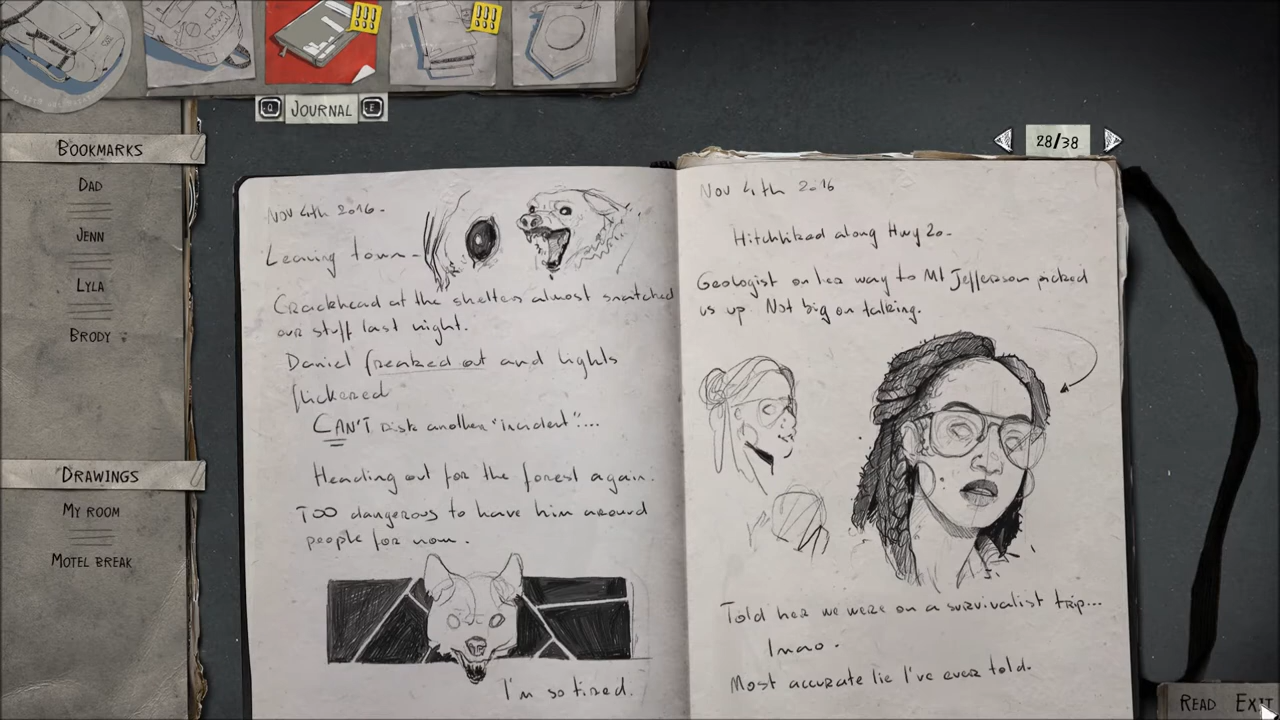 Q JOURNAL E
28/38
BOOKMARKS
DAD
JENN
LYLA
BRODY
DRAWINGS
MY ROOM
MOTEL BREAK
Nov 4th 2016.
Leaving town.
Crackhead at the shelter almost snatched
our stuff last night.
Daniel freaked out and lights
flickered
CAN'T risk another "incident"...
Heading out for the forest again.
TOO dangerous to have him around
people for now.
I'm so tired.
Nov 4th 2016
Hitchhiked along Hwy 20.
Geologist on her way to Mt Jefferson picked
us up. Not big on talking.
Told her we were on a survivalist trip...
lmao.
Most accurate lie I've ever told.
READ EXIT